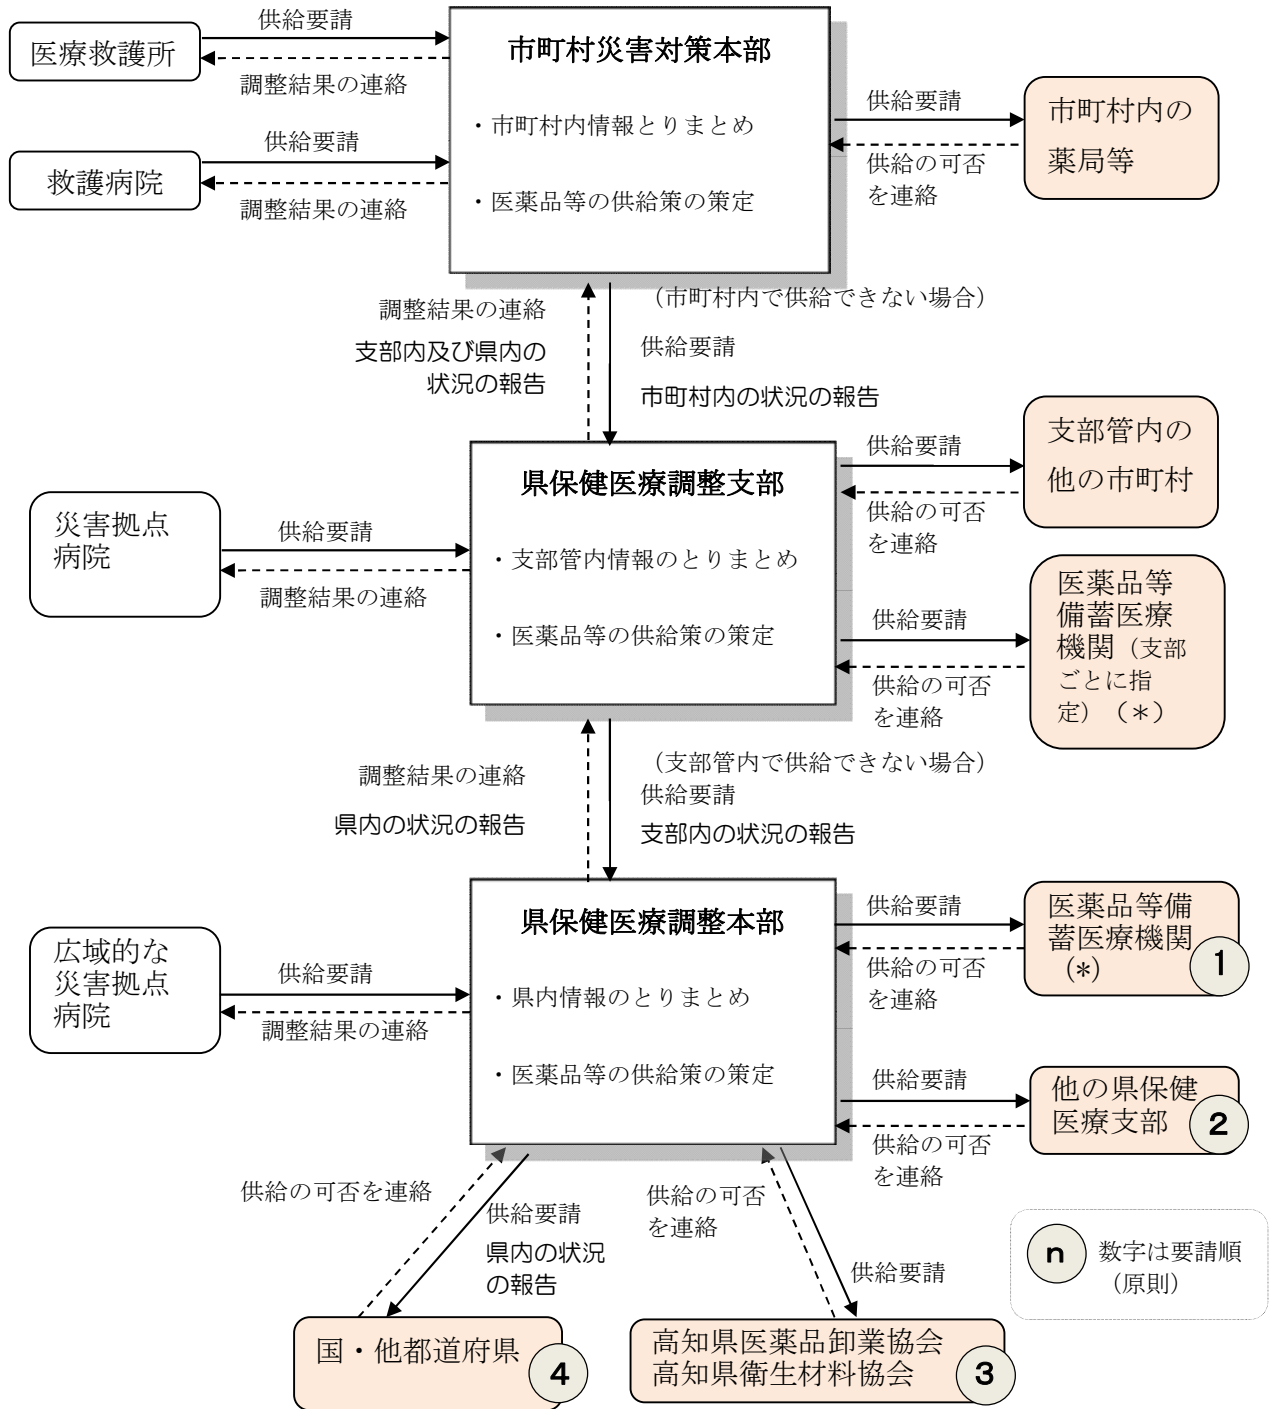 供給要請
医療救護所
調整結果の連絡
供給要請
救護病院
調整結果の連絡
市町村災害対策本部
・市町村内情報とりまとめ
・医薬品等の供給策の策定
供給要請
供給の可否
を連絡
市町村内の
薬局等
調整結果の連絡
支部内及び県内の
状況の報告
（市町村内で供給できない場合）
供給要請
市町村内の状況の報告
災害拠点
病院
供給要請
調整結果の連絡
県保健医療調整支部
・支部管内情報のとりまとめ
・医薬品等の供給策の策定
供給要請
供給の可否
を連絡
支部管内の
他の市町村
供給要請
供給の可否
を連絡
医薬品等
備蓄医療
機関（支部
ごとに指
定）（＊）
調整結果の連絡
県内の状況の報告
（支部管内で供給できない場合）
供給要請
支部内の状況の報告
広域的な
災害拠点
病院
供給要請
調整結果の連絡
県保健医療調整本部
・県内情報のとりまとめ
・医薬品等の供給策の策定
供給要請
供給の可否
を連絡
医薬品等備
蓄医療機関
（*）
1
供給要請
供給の可否
を連絡
他の県保健
医療支部
2
供給の可否を連絡
供給要請
県内の状況
の報告
供給の可否
を連絡
供給要請
n
数字は要請順
（原則）
国・他都道府県
4
高知県医薬品卸業協会
高知県衛生材料協会
3